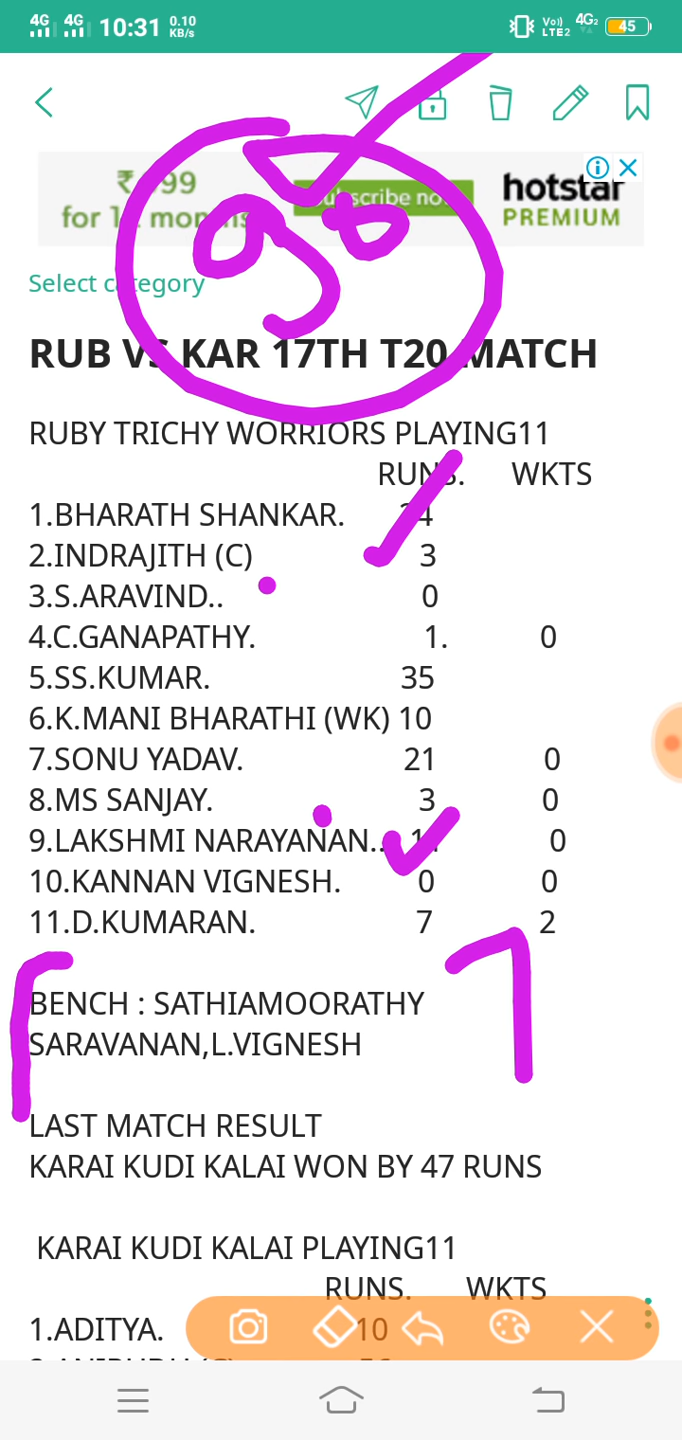 4G 4G 10:31 0.10 KB/s Vo)) LTE2 4G2 45
for 1 months
hotstar
PREMIUM
Select category
90
RUB VS KAR 17TH T20 MATCH
RUBY TRICHY WORRIORS PLAYING11
RUNS. WKTS
1.BHARATH SHANKAR.
2.INDRAJITH (C) 3
3.S.ARAVIND.. 0
4.C.GANAPATHY. 1. 0
5.SS.KUMAR. 35
6.K.MANI BHARATHI (WK) 10
7.SONU YADAV. 21 0
8.MS SANJAY. 3 0
9.LAKSHMI NARAYANAN.. 0
10.KANNAN VIGNESH. 0 0
11.D.KUMARAN. 7 2
BENCH : SATHIAMOORATHY
SARAVANAN,L.VIGNESH
LAST MATCH RESULT
KARAI KUDI KALAI WON BY 47 RUNS
KARAI KUDI KALAI PLAYING11
RUNS. WKTS
1.ADITYA. 10